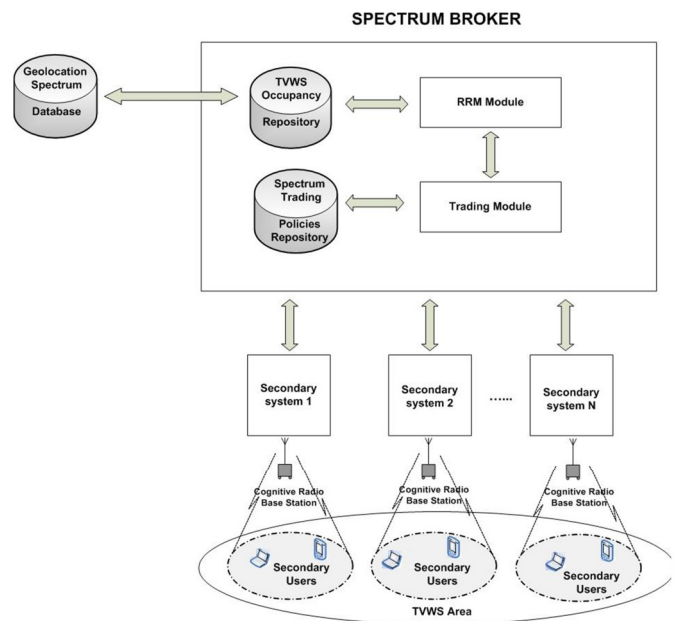 SPECTRUM BROKER
Geolocation
Spectrum
Database
TVWS
Occupancy
Repository
RRM Module
Spectrum
Trading
Policies
Repository
Trading Module
Secondary
system 1
Secondary
system 2
......
Secondary
system N
Cognitive Radio
Base Station
Cognitive Radio
Base Station
Cognitive Radio
Base Station
Secondary
Users
Secondary
Users
Secondary
Users
TVWS Area